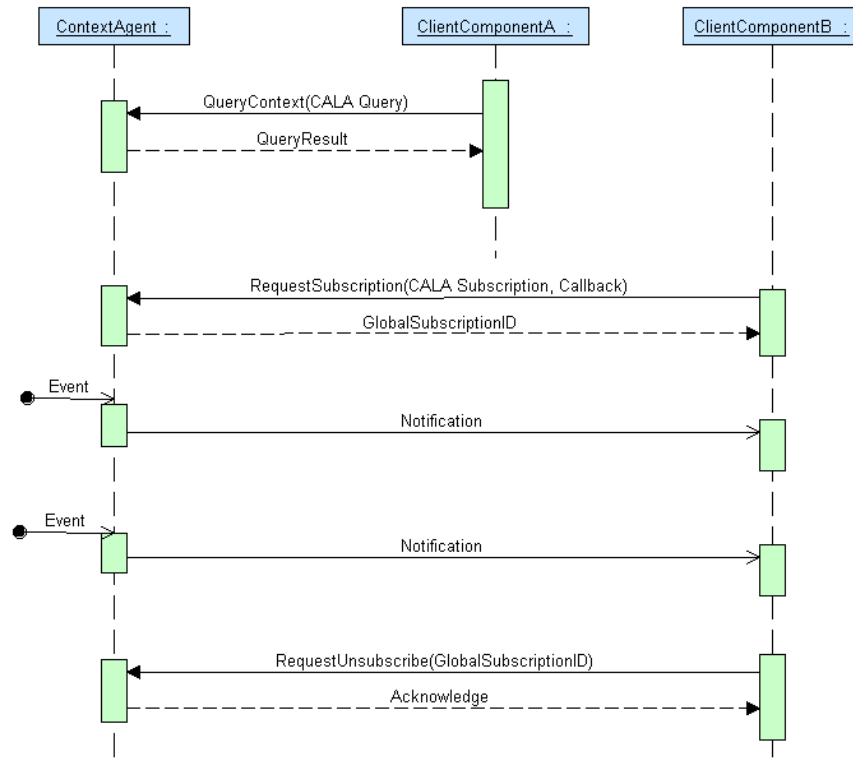 ContextAgent :
ClientComponentA :
ClientComponentB :
QueryContext(CALA Query)
QueryResult
RequestSubscription(CALA Subscription, Callback)
GlobalSubscriptionID
Event
Notification
Event
Notification
RequestUnsubscribe(GlobalSubscriptionID)
Acknowledge